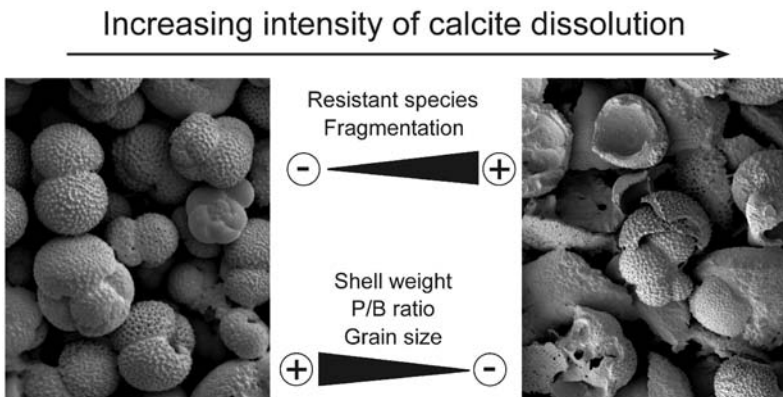 Increasing intensity of calcite dissolution
Resistant species
Fragmentation
- +
Shell weight
P/B ratio
Grain size
+ -